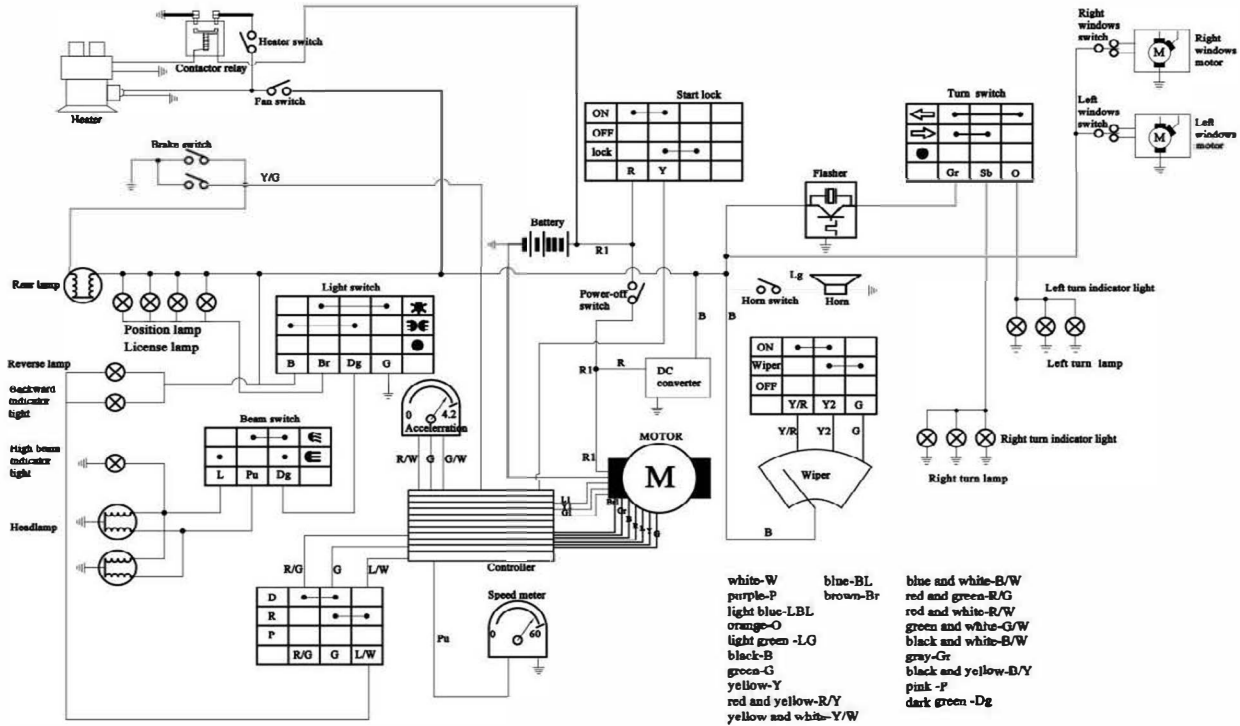 Heater switch
Contactor relay
Fan switch
Heater
Brake switch
Y/G
Rear lamp
Position lamp
License lamp
Reverse lamp
Backward
indicator
light
High beam
indicator
light
Headlamp
Light switch
B Br Dg G
Beam switch
L Pu Dg
0 4.2
Accelerration
R/W G G/W
Battery
R1
Start lock
ON
OFF
lock
R Y
Power-off
switch
R1
R
DC
converter
B
B
R1
MOTOR
M
L1
Y1
G1
Rd
Gr
B
R
L
Y
G
Controller
R/G G L/W
D
R
P
R/G G L/W
Pu
Speed meter
0 60
Flasher
Turn switch
Gr Sb O
Right
windows
switch
M
Right
windows
motor
Left
windows
switch
M
Left
windows
motor
Lg
Horn switch
Horn
ON
Wiper
OFF
Y/R Y2 G
Y/R Y2 G
Wiper
B
Left turn indicator light
Left turn lamp
Right turn indicator light
Right turn lamp
white-W blue-BL blue and white-B/W
purple-P brown-Br red and green-R/G
light blue-LBL red and white-R/W
orange-O green and white-G/W
light green -LG black and white-B/W
black-B gray-Gr
green-G black and yellow-B/Y
yellow-Y pink -P
red and yellow-R/Y dark green -Dg
yellow and white-Y/W